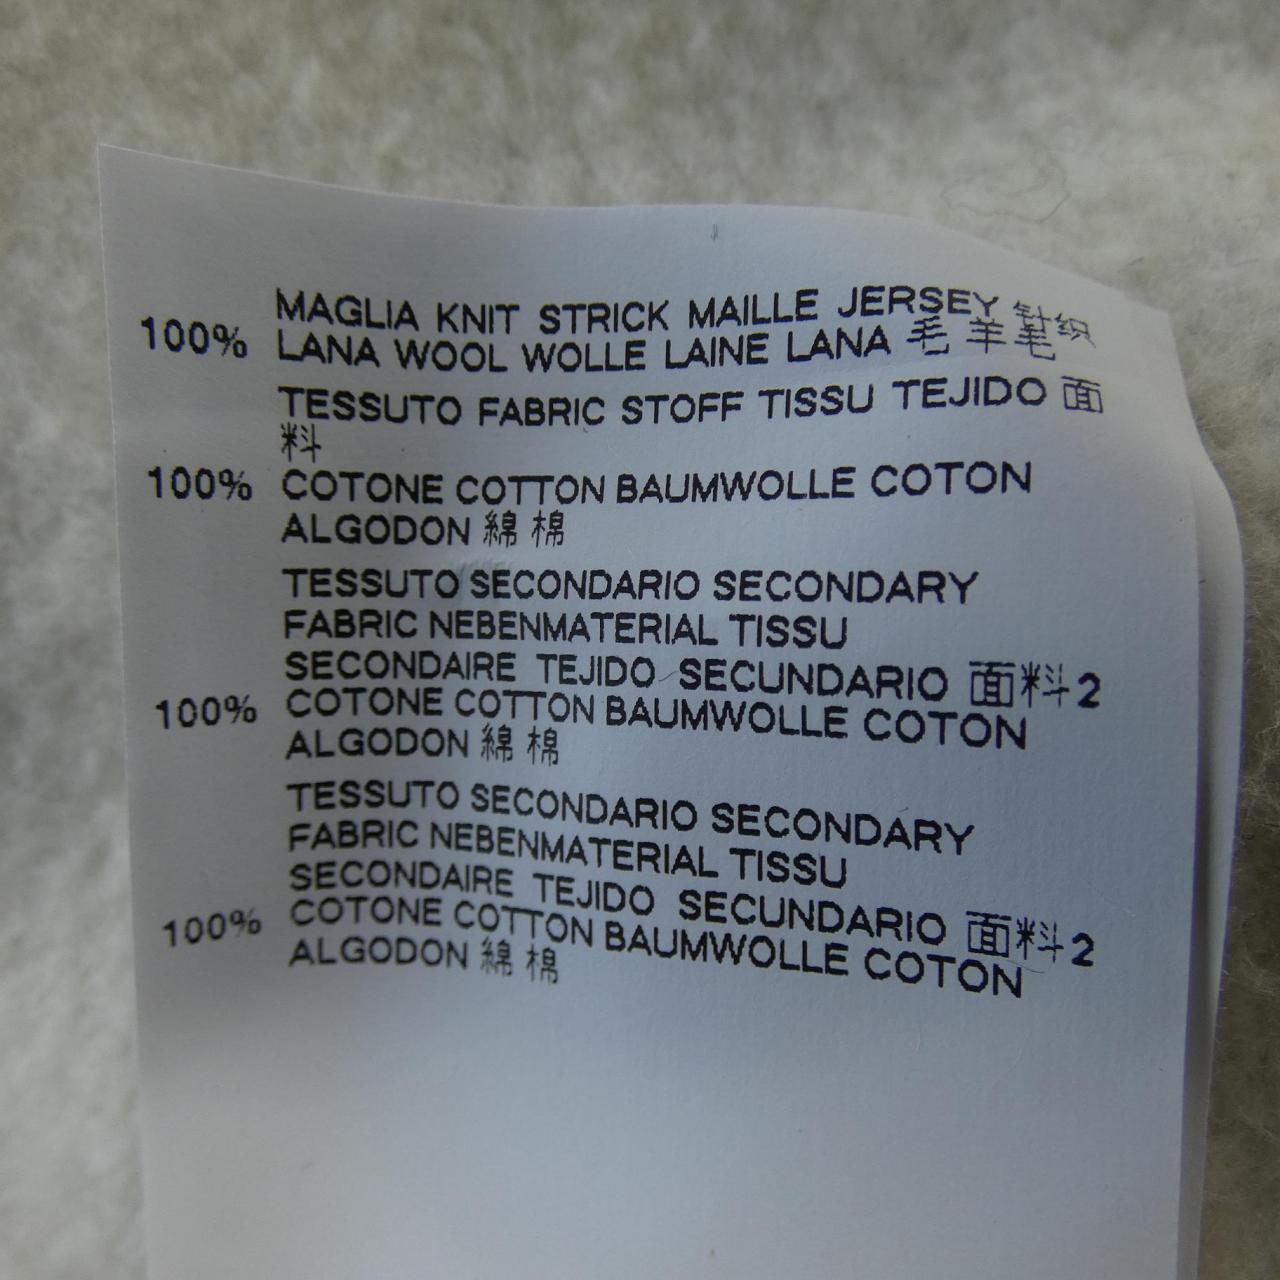 MAGLIA KNIT STRICK MAILLE JERSEY 针织
100% LANA WOOL WOLLE LAINE LANA 毛 羊毛
TESSUTO FABRIC STOFF TISSU TEJIDO 面
料
100% COTONE COTTON BAUMWOLLE COTON
ALGODON 綿 棉
TESSUTO SECONDARIO SECONDARY
FABRIC NEBENMATERIAL TISSU
SECONDAIRE TEJIDO SECUNDARIO 面料2
100% COTONE COTTON BAUMWOLLE COTON
ALGODON 綿 棉
TESSUTO SECONDARIO SECONDARY
FABRIC NEBENMATERIAL TISSU
SECONDAIRE TEJIDO SECUNDARIO 面料2
100% COTONE COTTON BAUMWOLLE COTON
ALGODON 綿 棉